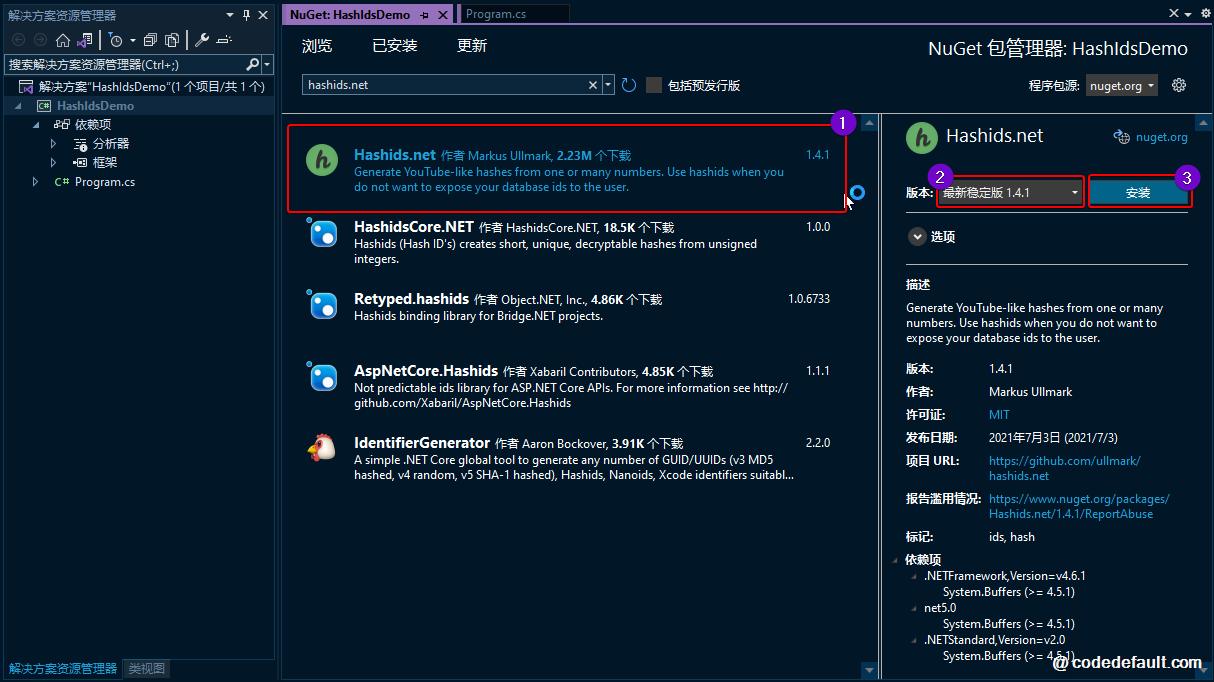 解决方案资源管理器
搜索解决方案资源管理器(Ctrl+;)
解决方案"HashIdsDemo"(1 个项目/共 1 个)
C# HashIdsDemo
依赖项
分析器
框架
C# Program.cs
解决方案资源管理器
类视图
NuGet: HashIdsDemo
Program.cs
浏览
已安装
更新
NuGet 包管理器: HashIdsDemo
hashids.net
包括预发行版
程序包源:
nuget.org
1
h
Hashids.net 作者 Markus Ullmark, 2.23M 个下载
1.4.1
Generate YouTube-like hashes from one or many numbers. Use hashids when you
do not want to expose your database ids to the user.
HashidsCore.NET 作者 HashidsCore.NET, 18.5K 个下载
1.0.0
Hashids (Hash ID's) creates short, unique, decryptable hashes from unsigned
integers.
Retyped.hashids 作者 Object.NET, Inc., 4.86K 个下载
1.0.6733
Hashids binding library for Bridge.NET projects.
AspNetCore.Hashids 作者 Xabaril Contributors, 4.85K 个下载
1.1.1
Not predictable ids library for ASP.NET Core APIs. For more information see http://
github.com/Xabaril/AspNetCore.Hashids
IdentifierGenerator 作者 Aaron Bockover, 3.91K 个下载
2.2.0
A simple .NET Core global tool to generate any number of GUID/UUIDs (v3 MD5
hashed, v4 random, v5 SHA-1 hashed), Hashids, Nanoids, Xcode identifiers suitabl...
h
Hashids.net
nuget.org
2
3
版本:
最新稳定版 1.4.1
安装
选项
描述
Generate YouTube-like hashes from one or many
numbers. Use hashids when you do not want to
expose your database ids to the user.
版本: 1.4.1
作者: Markus Ullmark
许可证: MIT
发布日期: 2021年7月3日 (2021/7/3)
项目 URL: https://github.com/ullmark/
hashids.net
报告滥用情况: https://www.nuget.org/packages/
Hashids.net/1.4.1/ReportAbuse
标记: ids, hash
依赖项
.NETFramework,Version=v4.6.1
System.Buffers (>= 4.5.1)
net5.0
System.Buffers (>= 4.5.1)
.NETStandard,Version=v2.0
System.Buffers (>= 4.5.1)
@codedefault.com